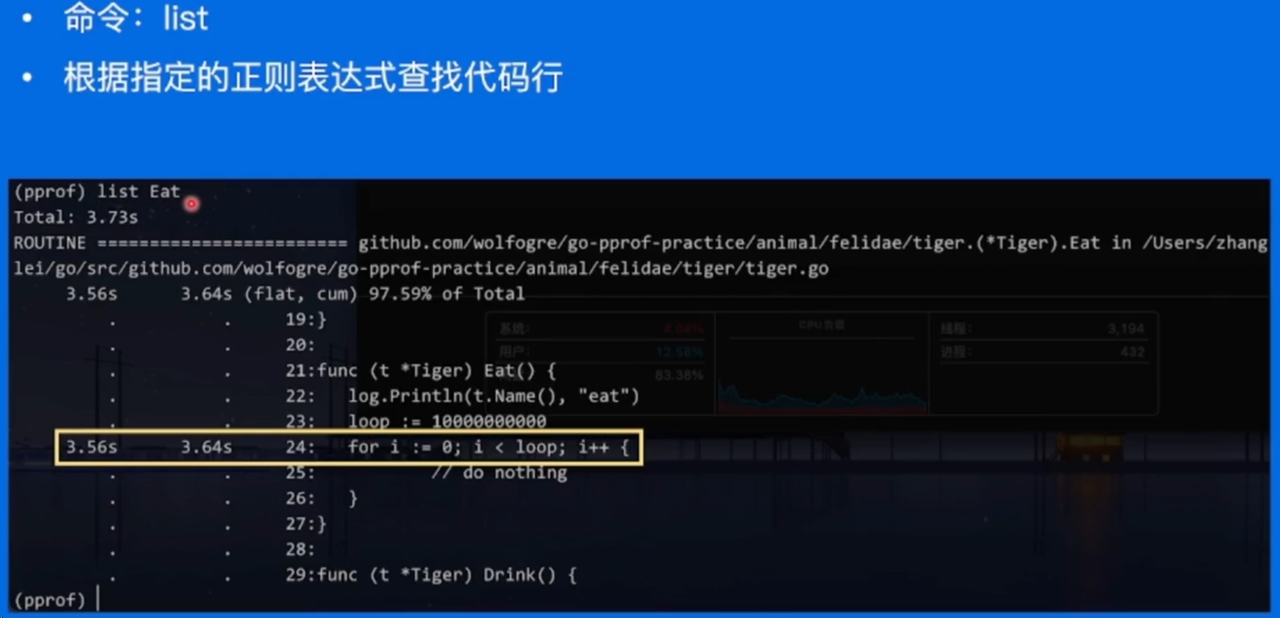 • 命令：list
• 根据指定的正则表达式查找代码行
(pprof) list Eat
Total: 3.73s
ROUTINE ======================== github.com/wolfogre/go-pprof-practice/animal/felidae/tiger.(*Tiger).Eat in /Users/zhang
lei/go/src/github.com/wolfogre/go-pprof-practice/animal/felidae/tiger/tiger.go
3.56s 3.64s (flat, cum) 97.59% of Total
. . 19:}
. . 20:
. . 21:func (t *Tiger) Eat() {
. . 22: log.Println(t.Name(), "eat")
. . 23: loop := 10000000000
3.56s 3.64s 24: for i := 0; i < loop; i++ {
. . 25: // do nothing
. . 26: }
. . 27:}
. . 28:
. . 29:func (t *Tiger) Drink() {
(pprof)
系统:
用户:
12.58%
83.38%
CPU负载
线程: 3,194
进程: 432